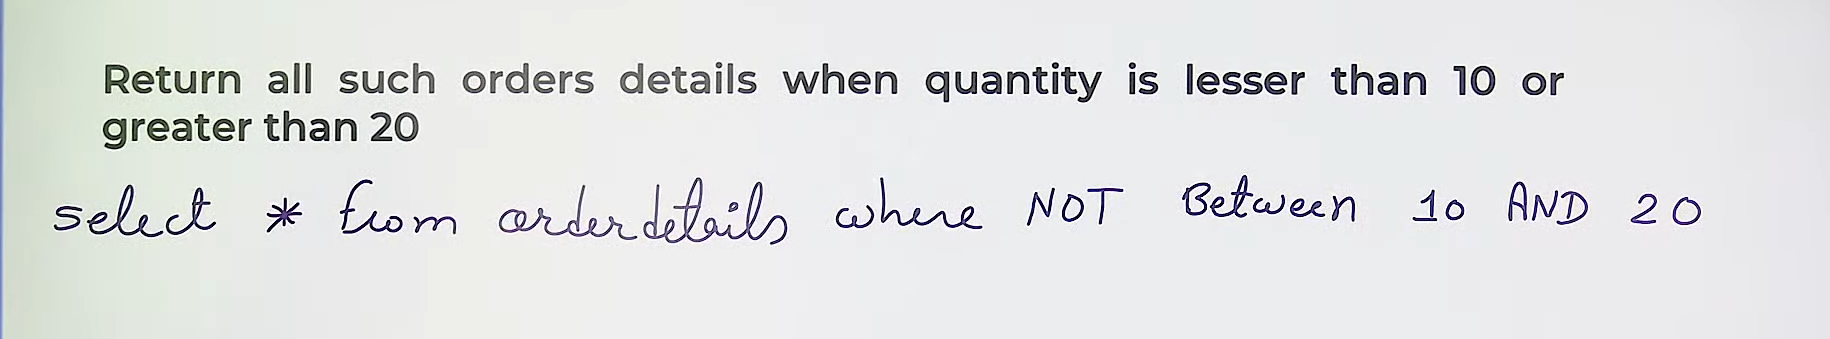 Return all such orders details when quantity is lesser than 10 or
greater than 20
select * from orderdetails where NOT Between 10 AND 20